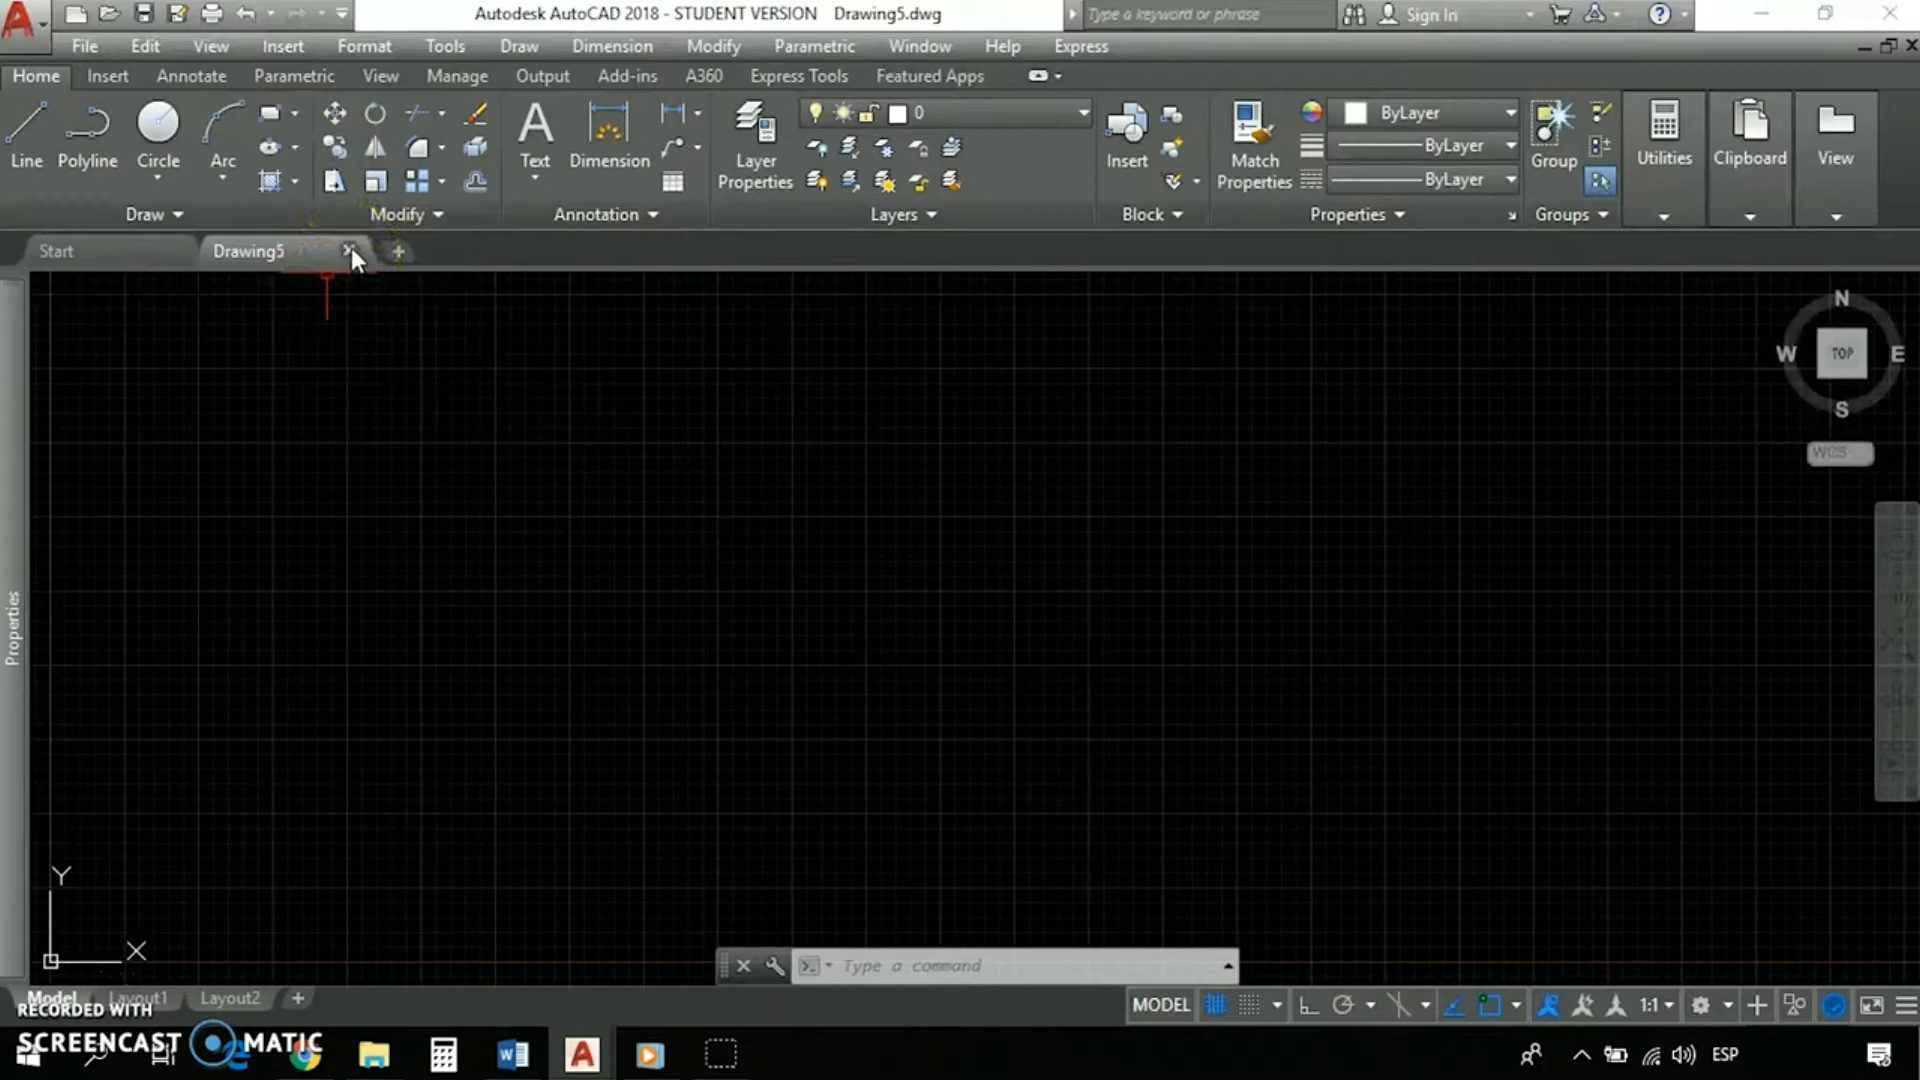 Autodesk AutoCAD 2018 - STUDENT VERSION Drawing5.dwg
Type a keyword or phrase
Sign In
File Edit View Insert Format Tools Draw Dimension Modify Parametric Window Help Express
Home Insert Annotate Parametric View Manage Output Add-ins A360 Express Tools Featured Apps
0
ByLayer
ByLayer
ByLayer
Line Polyline Circle Arc
Text Dimension
Layer Properties
Insert
Match Properties
Group
Utilities
Clipboard
View
Draw Modify Annotation Layers Block Properties Groups
Start Drawing5
N
W TOP E
S
WCS
Properties
Y
X
Type a command
Model Layout1 Layout2
MODEL
1:1
RECORDED WITH
SCREENCAST MATIC
ESP